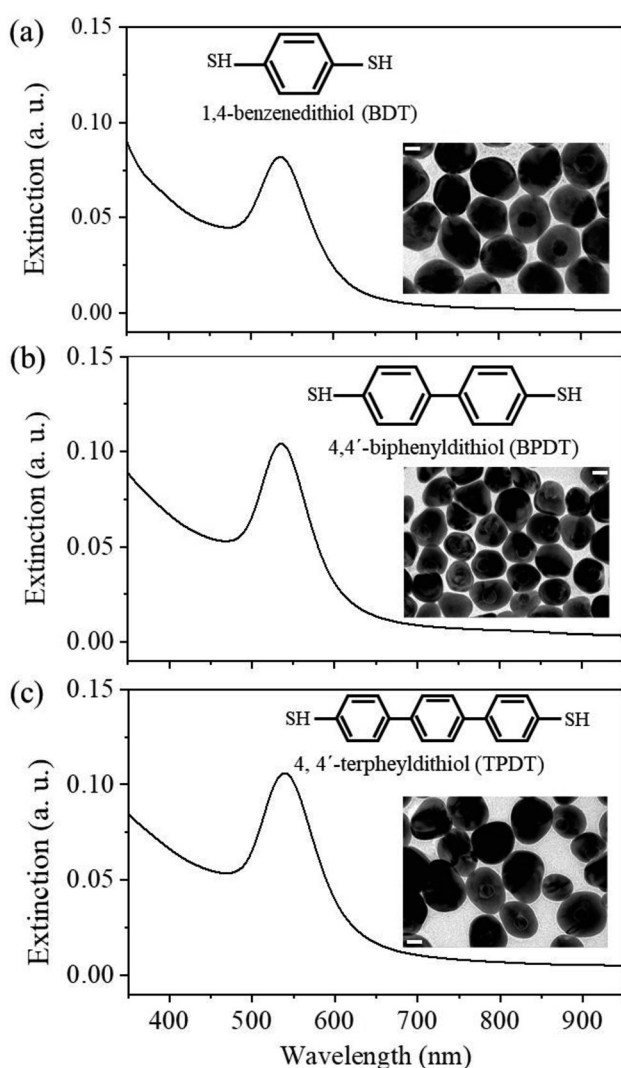 (a)
0.15
0.10
0.05
0.00
Extinction (a. u.)
SH
SH
1,4-benzenedithiol (BDT)
(b)
0.15
0.10
0.05
0.00
Extinction (a. u.)
SH
SH
4,4´-biphenyldithiol (BPDT)
(c)
0.15
0.10
0.05
0.00
Extinction (a. u.)
SH
SH
4, 4´-terpheyldithiol (TPDT)
400 500 600 700 800 900
Wavelength (nm)